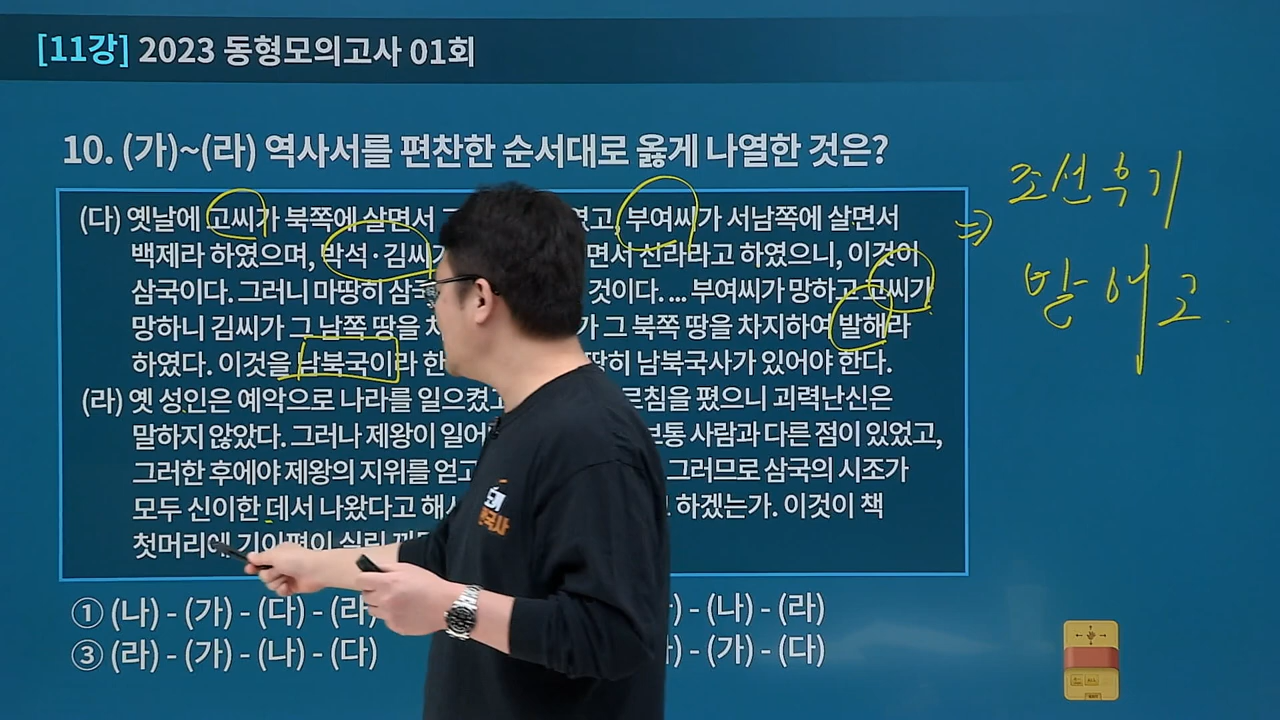 [11강] 2023 동형모의고사 01회
10. (가)~(라) 역사서를 편찬한 순서대로 옳게 나열한 것은?
(다) 옛날에 고씨가 북쪽에 살면서 였고, 부여씨가 서남쪽에 살면서
백제라 하였으며, 박석·김씨가 면서 신라라고 하였으니, 이것이
삼국이다. 그러니 마땅히 삼국 것이다. ... 부여씨가 망하고 고씨가
망하니 김씨가 그 남쪽 땅을 차 가 그 북쪽 땅을 차지하여 발해라
하였다. 이것을 남북국이라 한 땅히 남북국사가 있어야 한다.
(라) 옛 성인은 예악으로 나라를 일으켰고 르침을 폈으니 괴력난신은
말하지 않았다. 그러나 제왕이 일어 보통 사람과 다른 점이 있었고,
그러한 후에야 제왕의 지위를 얻고 그러므로 삼국의 시조가
모두 신이한 데서 나왔다고 해서 하겠는가. 이것이 책
첫머리에 기이편이 실린
① (나) - (가) - (다) - (라) - (나) - (라)
③ (라) - (가) - (나) - (다) - (가) - (다)
조선후기
⇒
발해고
한국사